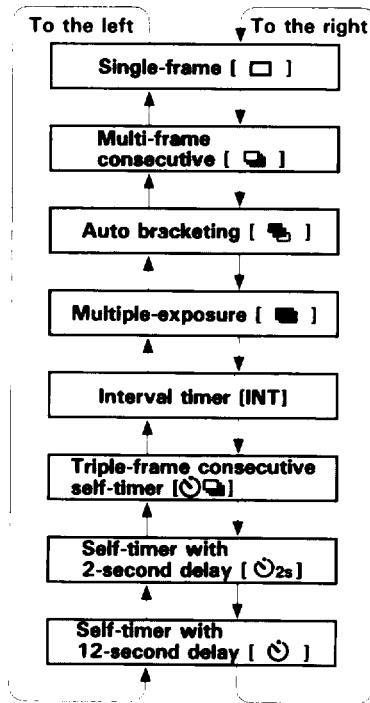 To the left
To the right
Single-frame [ ]
Multi-frame
consecutive [ ]
Auto bracketing [ ]
Multiple-exposure [ ]
Interval timer [INT]
Triple-frame consecutive
self-timer [ ]
Self-timer with
2-second delay [ 2s]
Self-timer with
12-second delay [ ]